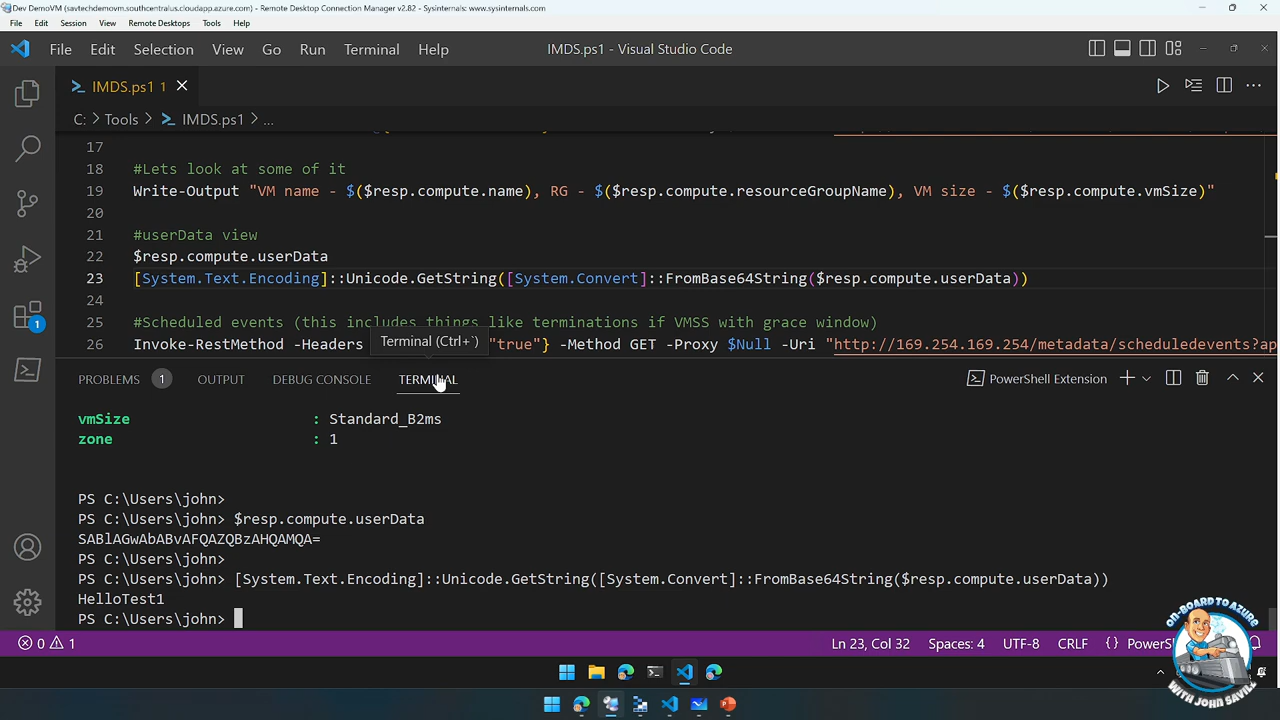 Dev DemoVM (savtechdemovm.southcentralus.cloudapp.azure.com) - Remote Desktop Connection Manager v2.82 - Sysinternals: www.sysinternals.com
File Edit Session View Remote Desktops Tools Help
File Edit Selection View Go Run Terminal Help IMDS.ps1 - Visual Studio Code
IMDS.ps1 1
C: > Tools > IMDS.ps1 > ...
17
18 #Lets look at some of it
19 Write-Output "VM name - $($resp.compute.name), RG - $($resp.compute.resourceGroupName), VM size - $($resp.compute.vmSize)"
20
21 #userData view
22 $resp.compute.userData
23 [System.Text.Encoding]::Unicode.GetString([System.Convert]::FromBase64String($resp.compute.userData))
24
25 #Scheduled events (this includes things like terminations if VMSS with grace window)
26 Invoke-RestMethod -Headers "true"} -Method GET -Proxy $Null -Uri "http://169.254.169.254/metadata/scheduledevents?ap
Terminal (Ctrl+`)
PROBLEMS 1 OUTPUT DEBUG CONSOLE TERMINAL PowerShell Extension
vmSize : Standard_B2ms
zone : 1
PS C:\Users\john>
PS C:\Users\john> $resp.compute.userData
SABlAGwAbABvAFQAZQBzAHQAMQA=
PS C:\Users\john>
PS C:\Users\john> [System.Text.Encoding]::Unicode.GetString([System.Convert]::FromBase64String($resp.compute.userData))
HelloTest1
PS C:\Users\john>
0 1 Ln 23, Col 32 Spaces: 4 UTF-8 CRLF {} PowerS
1
ON-BOARD TO AZURE
WITH JOHN SAVILL